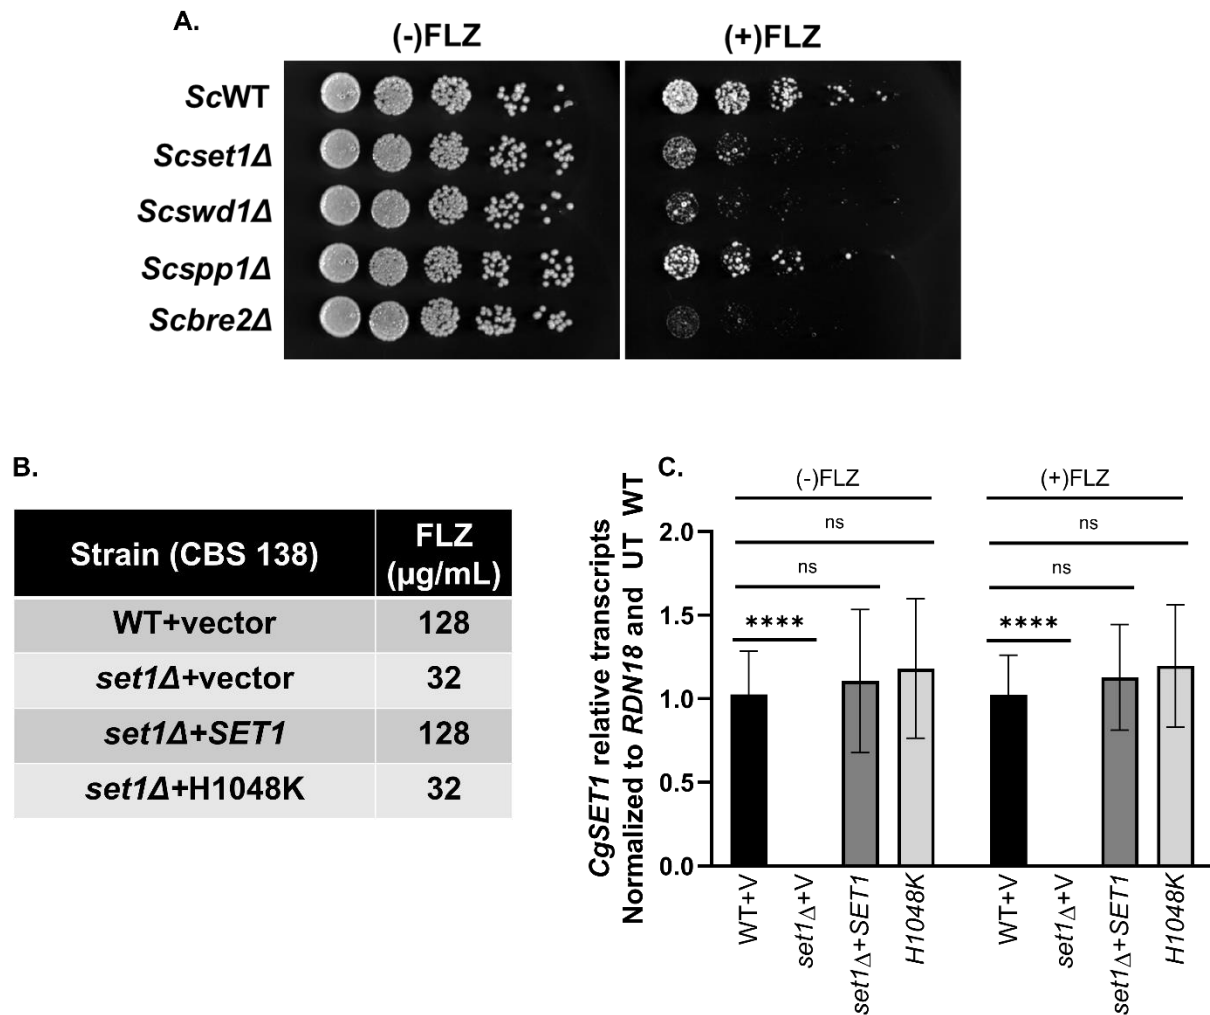 A.
(-)FLZ
(+)FLZ
ScWT
Scset1Δ
Scswd1Δ
Scspp1Δ
Scbre2Δ
B.
Strain (CBS 138)
FLZ
(µg/mL)
WT+vector
128
set1Δ+vector
32
set1Δ+SET1
128
set1Δ+H1048K
32
C.
CgSET1 relative transcripts
Normalized to RDN18 and UT WT
(-)FLZ
(+)FLZ
ns
ns
ns
ns
****
****
2.0
1.5
1.0
0.5
0.0
WT+V
set1Δ+V
set1Δ+SET1
H1048K
WT+V
set1Δ+V
set1Δ+SET1
H1048K